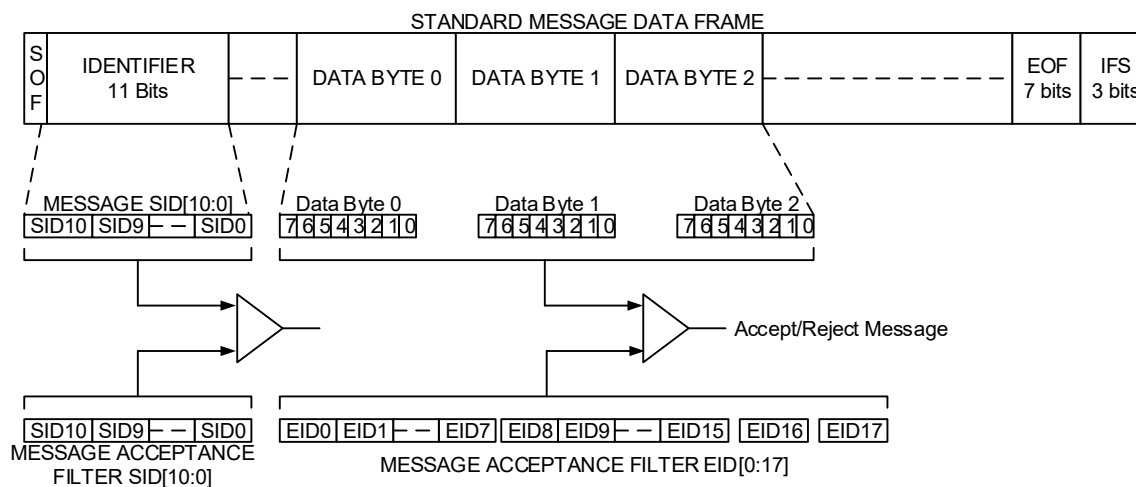 STANDARD MESSAGE DATA FRAME
S
O
F
IDENTIFIER
11 Bits
DATA BYTE 0
DATA BYTE 1
DATA BYTE 2
EOF
7 bits
IFS
3 bits
MESSAGE SID[10:0]
SID10 SID9 SID0
Data Byte 0
7 6 5 4 3 2 1 0
Data Byte 1
7 6 5 4 3 2 1 0
Data Byte 2
7 6 5 4 3 2 1 0
Accept/Reject Message
SID10 SID9 SID0
MESSAGE ACCEPTANCE
FILTER SID[10:0]
EID0 EID1 EID7 EID8 EID9 EID15 EID16 EID17
MESSAGE ACCEPTANCE FILTER EID[0:17]